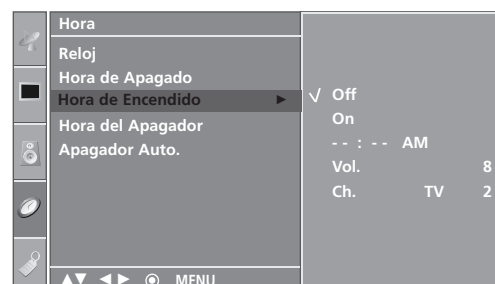 Hora
Reloj
Hora de Apagado
Hora de Encendido ►
Hora del Apagador
Apagador Auto.
√ Off
On
- - : - - AM
Vol. 8
Ch. TV 2
▲▼ ◄► ◉ MENU